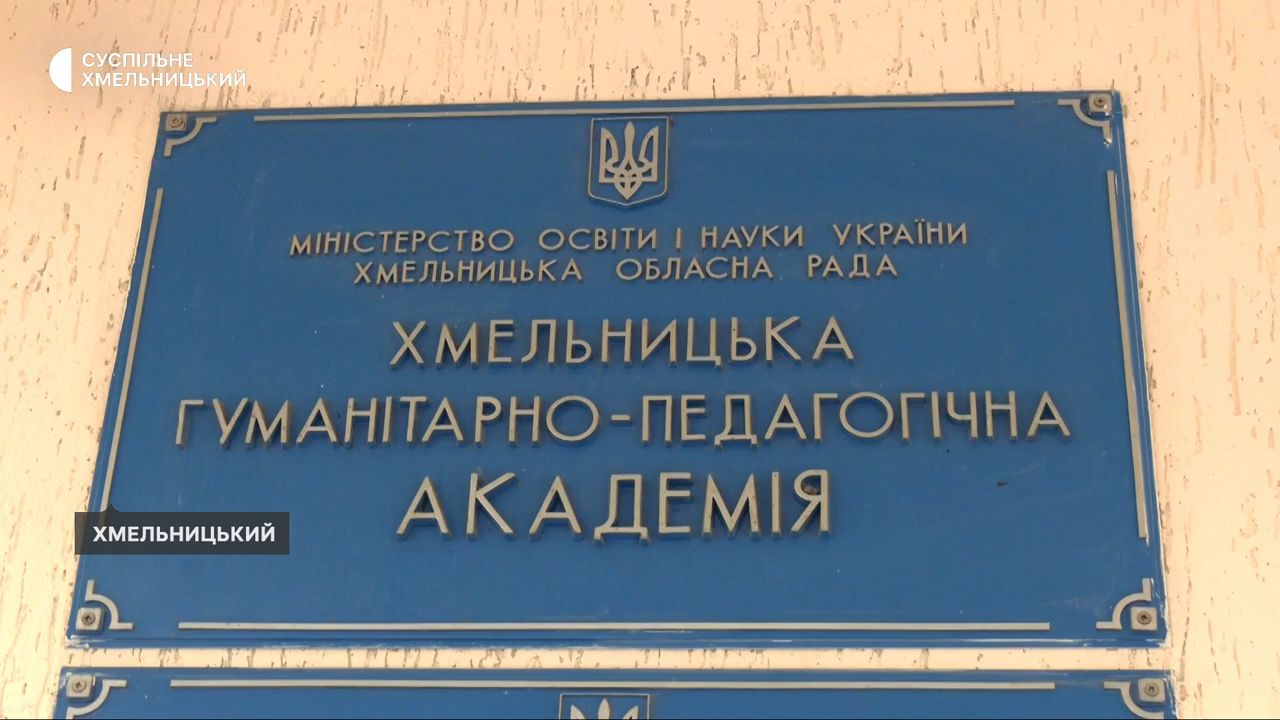 СУСПІЛЬНЕ
ХМЕЛЬНИЦЬКИЙ
МІНІСТЕРСТВО ОСВІТИ І НАУКИ УКРАЇНИ
ХМЕЛЬНИЦЬКА ОБЛАСНА РАДА
ХМЕЛЬНИЦЬКА
ГУМАНІТАРНО-ПЕДАГОГІЧНА
АКАДЕМІЯ
ХМЕЛЬНИЦЬКИЙ